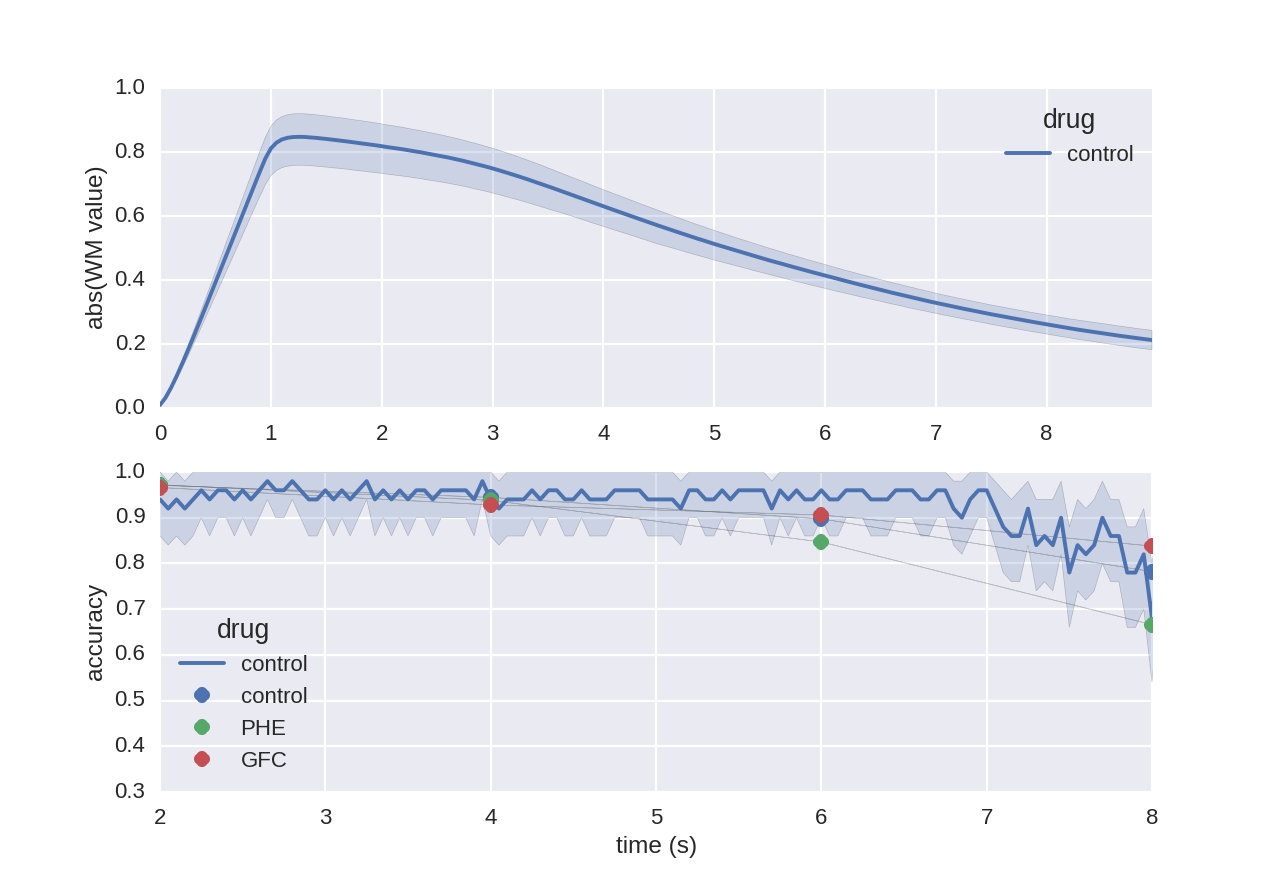 1.0
0.8
0.6
0.4
0.2
0.0
abs(WM value)
drug
control
0 1 2 3 4 5 6 7 8
1.0
0.9
0.8
0.7
0.6
0.5
0.4
0.3
accuracy
drug
control
control
PHE
GFC
2 3 4 5 6 7 8
time (s)